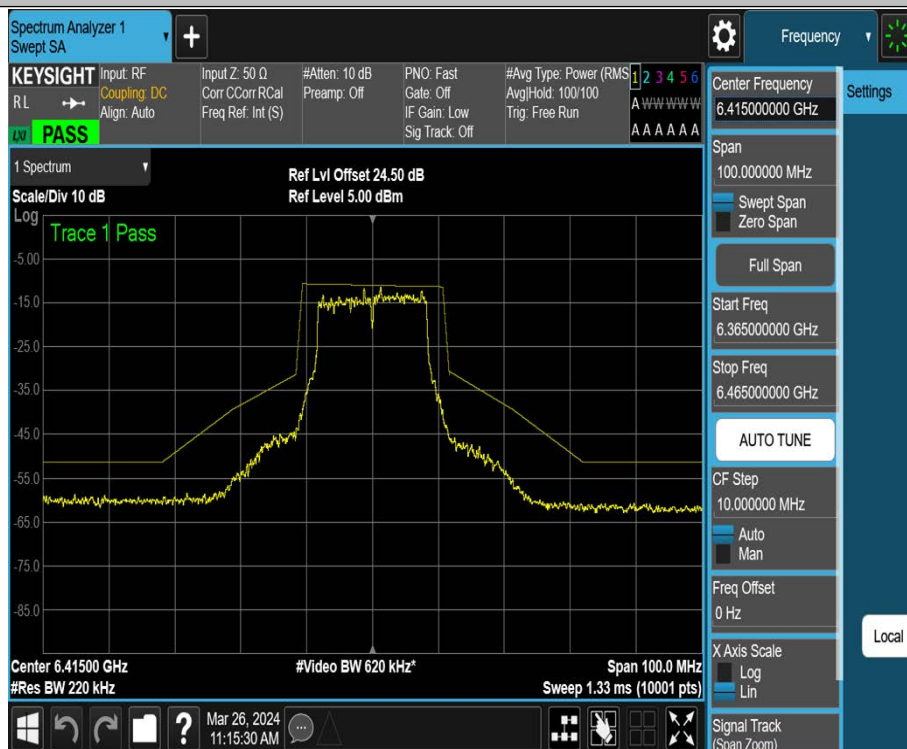 Spectrum Analyzer 1
Swept SA
+
Frequency
KEYSIGHT
RL
LXI
PASS
Input: RF
Coupling: DC
Align: Auto
Input Z: 50 Ω
Corr CCorr RCal
Freq Ref: Int (S)
#Atten: 10 dB
Preamp: Off
PNO: Fast
Gate: Off
IF Gain: Low
Sig Track: Off
#Avg Type: Power (RMS
Avg|Hold: 100/100
Trig: Free Run
1 2 3 4 5 6
A W W W W W
A A A A A A
1 Spectrum
Scale/Div 10 dB
Ref Lvl Offset 24.50 dB
Ref Level 5.00 dBm
Log
Trace 1 Pass
-5.00
-15.0
-25.0
-35.0
-45.0
-55.0
-65.0
-75.0
-85.0
Center 6.41500 GHz
#Res BW 220 kHz
#Video BW 620 kHz*
Span 100.0 MHz
Sweep 1.33 ms (10001 pts)
?
Mar 26, 2024
11:15:30 AM
Center Frequency
6.415000000 GHz
Span
100.000000 MHz
Swept Span
Zero Span
Full Span
Start Freq
6.365000000 GHz
Stop Freq
6.465000000 GHz
AUTO TUNE
CF Step
10.000000 MHz
Auto
Man
Freq Offset
0 Hz
X Axis Scale
Log
Lin
Signal Track
(Span Zoom)
Settings
Local